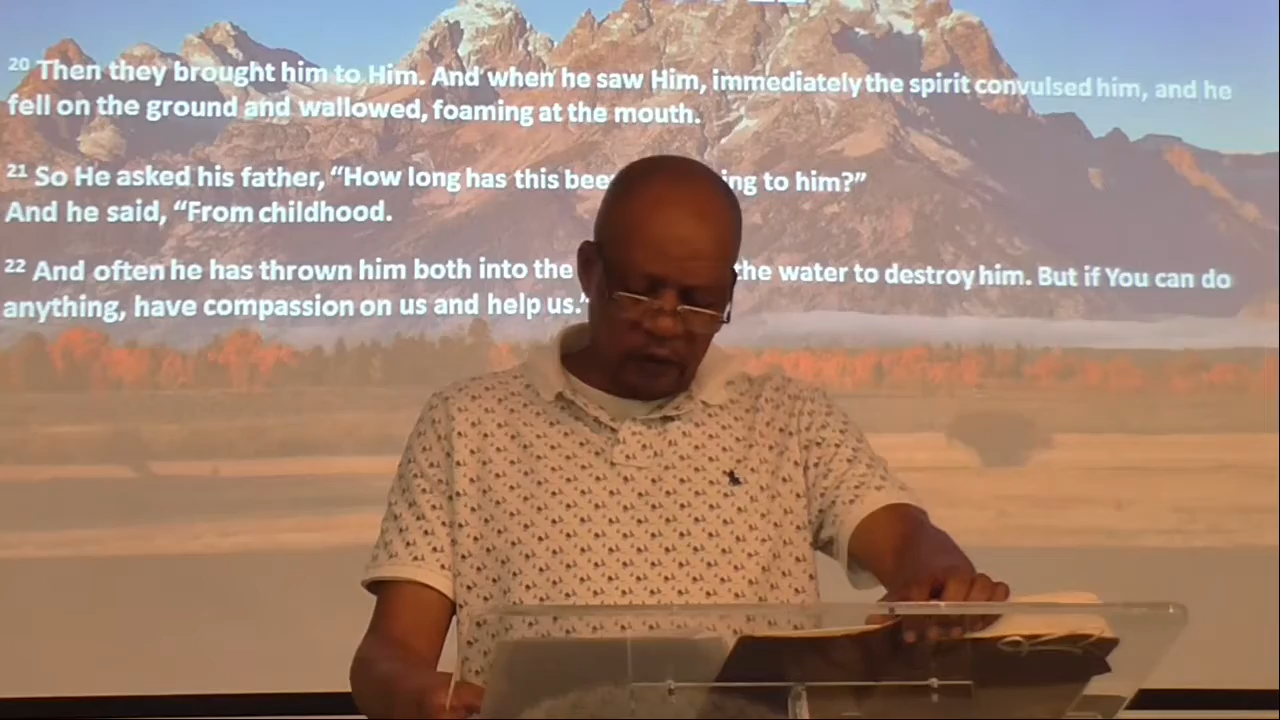 20 Then they brought him to Him. And when he saw Him, immediately the spirit convulsed him, and he
fell on the ground and wallowed, foaming at the mouth.
21 So He asked his father, “How long has this bee ing to him?”
And he said, “From childhood.
22 And often he has thrown him both into the the water to destroy him. But if You can do
anything, have compassion on us and help us.”